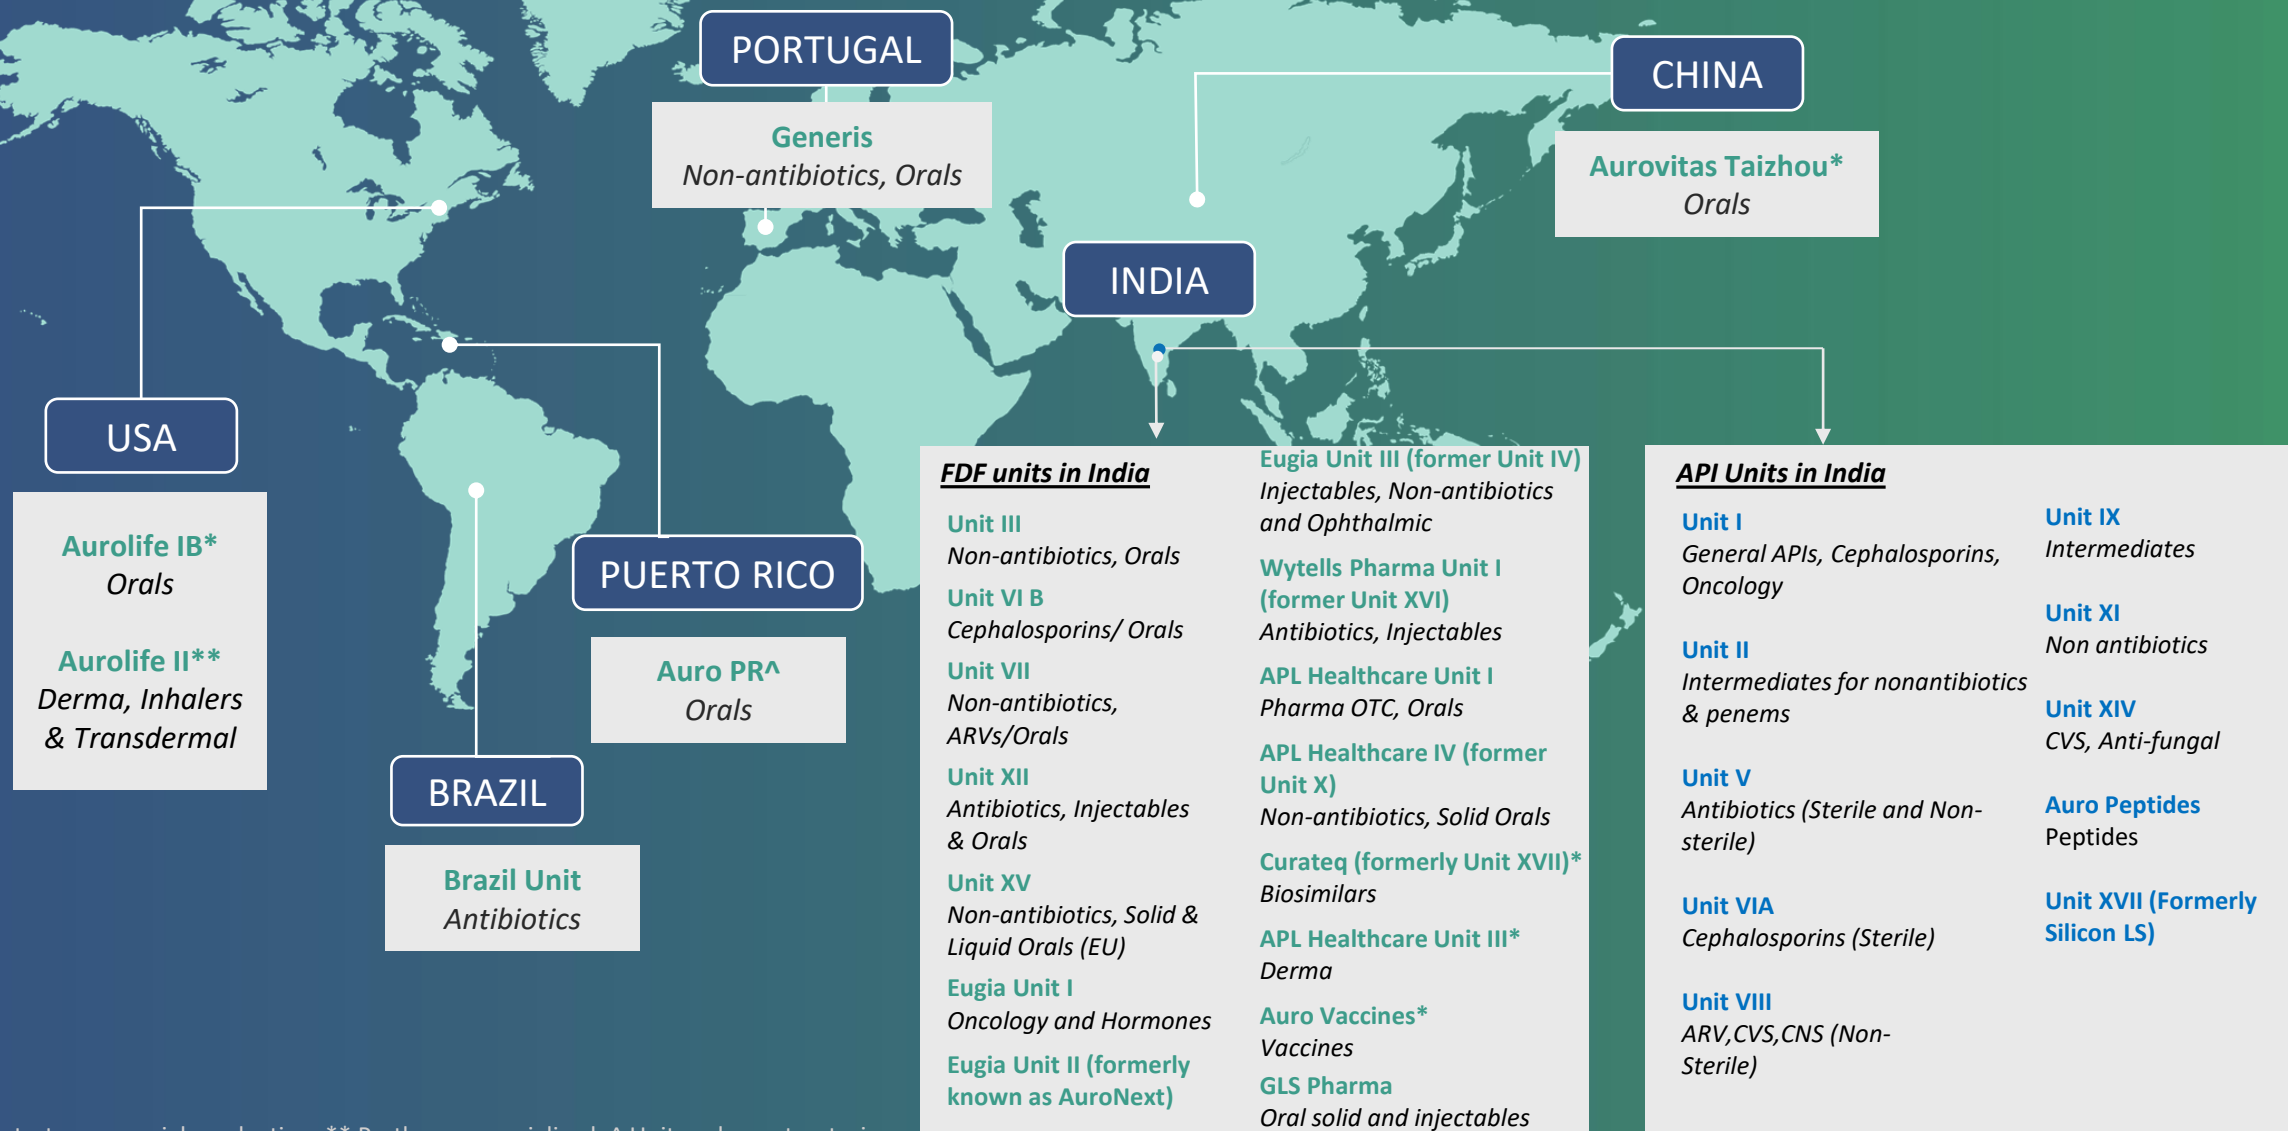 PORTUGAL
Generis
Non-antibiotics, Orals
CHINA
Aurovitas Taizhou*
Orals
INDIA
USA
Aurolife IB*
Orals
Aurolife II**
Derma, Inhalers
& Transdermal
PUERTO RICO
Auro PR^
Orals
BRAZIL
Brazil Unit
Antibiotics
FDF units in India
Unit III
Non-antibiotics, Orals
Unit VI B
Cephalosporins/ Orals
Unit VII
Non-antibiotics,
ARVs/Orals
Unit XII
Antibiotics, Injectables
& Orals
Unit XV
Non-antibiotics, Solid &
Liquid Orals (EU)
Eugia Unit I
Oncology and Hormones
Eugia Unit II (formerly
known as AuroNext)
Eugia Unit III (former Unit IV)
Injectables, Non-antibiotics
and Ophthalmic
Wytells Pharma Unit I
(former Unit XVI)
Antibiotics, Injectables
APL Healthcare Unit I
Pharma OTC, Orals
APL Healthcare IV (former
Unit X)
Non-antibiotics, Solid Orals
Curateq (formerly Unit XVII)*
Biosimilars
APL Healthcare Unit III*
Derma
Auro Vaccines*
Vaccines
GLS Pharma
Oral solid and injectables
API Units in India
Unit I
General APIs, Cephalosporins,
Oncology
Unit II
Intermediates for nonantibiotics
& penems
Unit V
Antibiotics (Sterile and Non-
sterile)
Unit VIA
Cephalosporins (Sterile)
Unit VIII
ARV,CVS,CNS (Non-
Sterile)
Unit IX
Intermediates
Unit XI
Non antibiotics
Unit XIV
CVS, Anti-fungal
Auro Peptides
Peptides
Unit XVII (Formerly
Silicon LS)